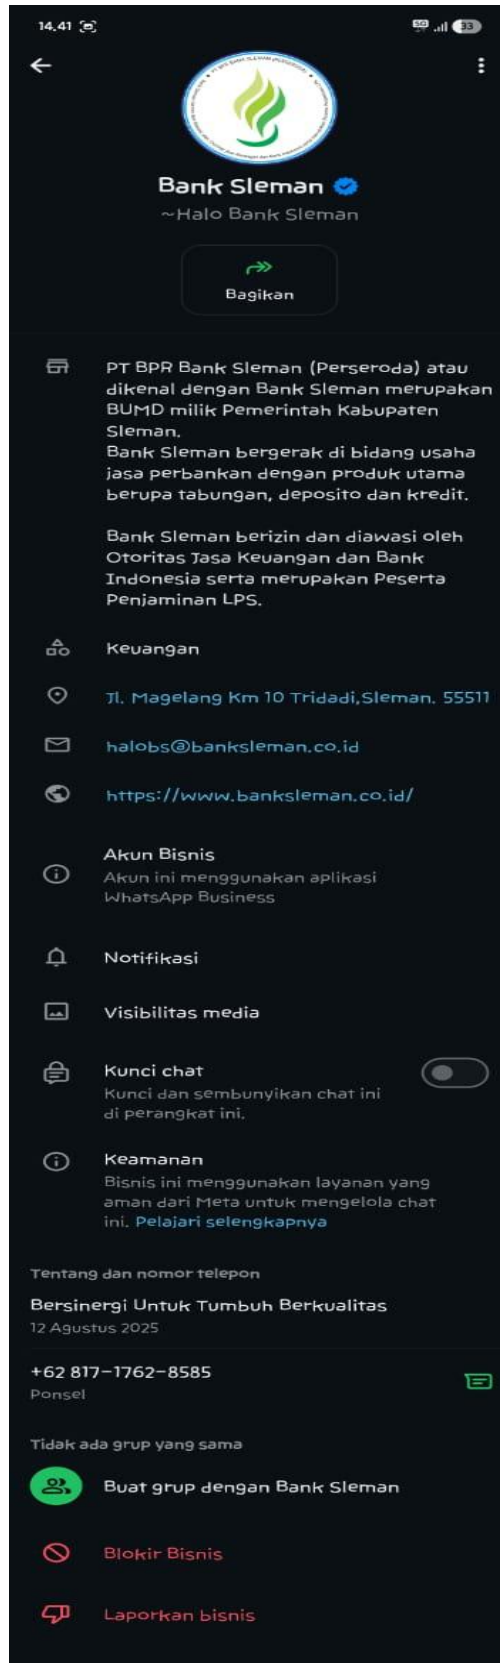 14.41
5G 33
Bank Sleman
~Halo Bank Sleman
Bagikan
PT BPR Bank Sleman (Perseroda) atau
dikenal dengan Bank Sleman merupakan
BUMD milik Pemerintah Kabupaten
Sleman.
Bank Sleman bergerak di bidang usaha
jasa perbankan dengan produk utama
berupa tabungan, deposito dan kredit.
Bank Sleman berizin dan diawasi oleh
Otoritas Jasa Keuangan dan Bank
Indonesia serta merupakan Peserta
Penjaminan LPS.
Keuangan
Jl. Magelang Km 10 Tridadi,Sleman. 55511
halobs@banksleman.co.id
https://www.banksleman.co.id/
Akun Bisnis
Akun ini menggunakan aplikasi
WhatsApp Business
Notifikasi
Visibilitas media
Kunci chat
Kunci dan sembunyikan chat ini
di perangkat ini.
Keamanan
Bisnis ini menggunakan layanan yang
aman dari Meta untuk mengelola chat
ini. Pelajari selengkapnya
Tentang dan nomor telepon
Bersinergi Untuk Tumbuh Berkualitas
12 Agustus 2025
+62 817-1762-8585
Ponsel
Tidak ada grup yang sama
Buat grup dengan Bank Sleman
Blokir Bisnis
Laporkan bisnis